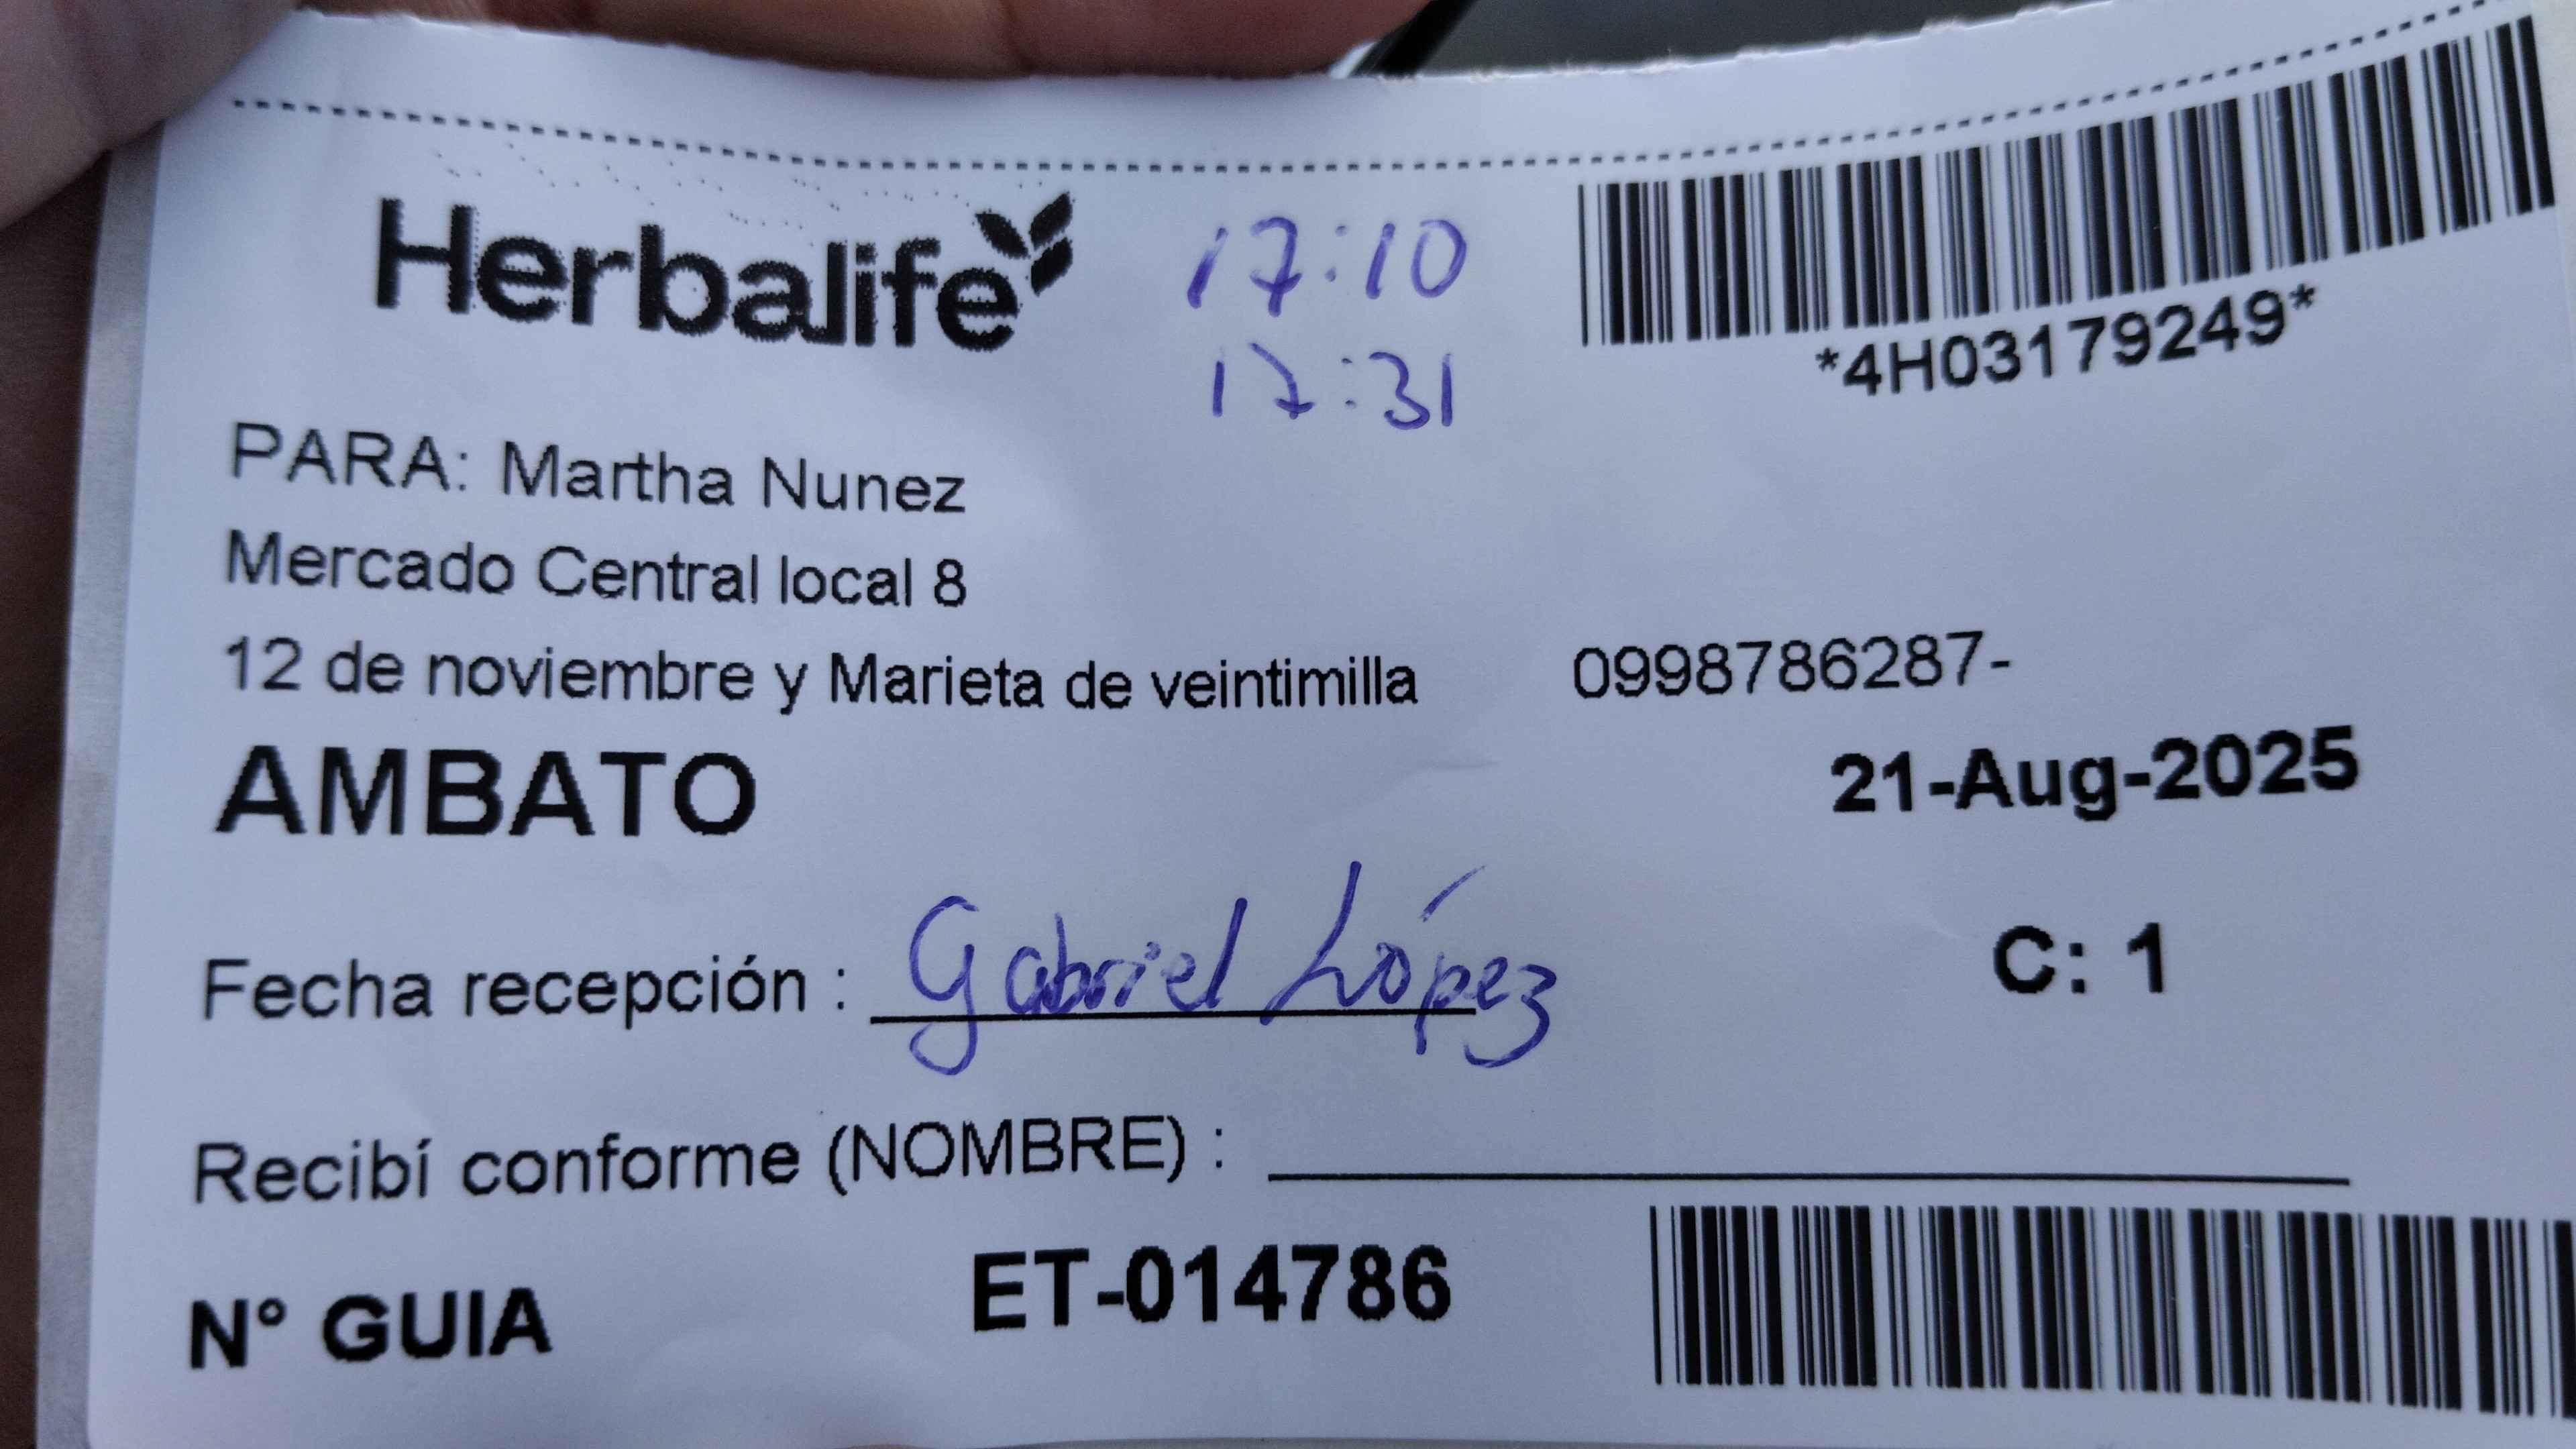 Herbalife
17:10
17:31
*4H03179249*
PARA: Martha Nunez
Mercado Central local 8
12 de noviembre y Marieta de veintimilla 0998786287-
AMBATO
21-Aug-2025
Fecha recepción : Gabriel López
C: 1
Recibí conforme (NOMBRE) :
N° GUIA ET-014786